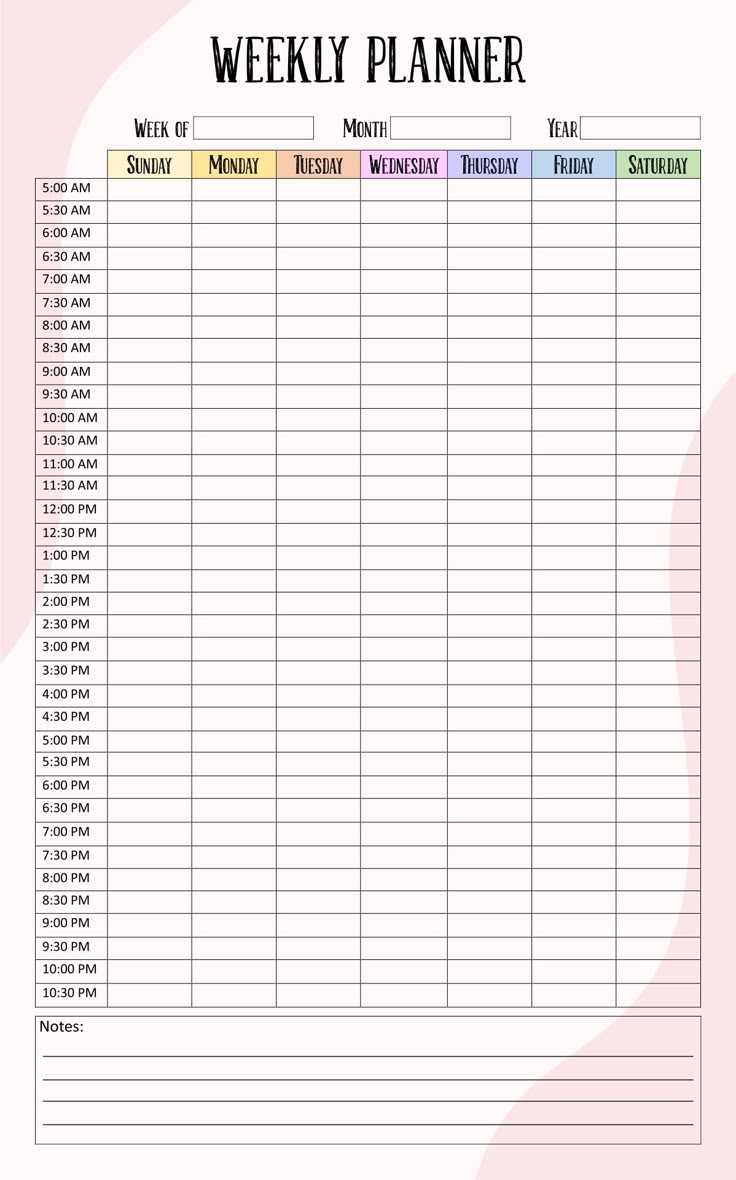 WEEKLY PLANNER
WEEK OF MONTH YEAR
SUNDAY MONDAY TUESDAY WEDNESDAY THURSDAY FRIDAY SATURDAY
5:00 AM
5:30 AM
6:00 AM
6:30 AM
7:00 AM
7:30 AM
8:00 AM
8:30 AM
9:00 AM
9:30 AM
10:00 AM
10:30 AM
11:00 AM
11:30 AM
12:00 PM
12:30 PM
1:00 PM
1:30 PM
2:00 PM
2:30 PM
3:00 PM
3:30 PM
4:00 PM
4:30 PM
5:00 PM
5:30 PM
6:00 PM
6:30 PM
7:00 PM
7:30 PM
8:00 PM
8:30 PM
9:00 PM
9:30 PM
10:00 PM
10:30 PM
Notes: